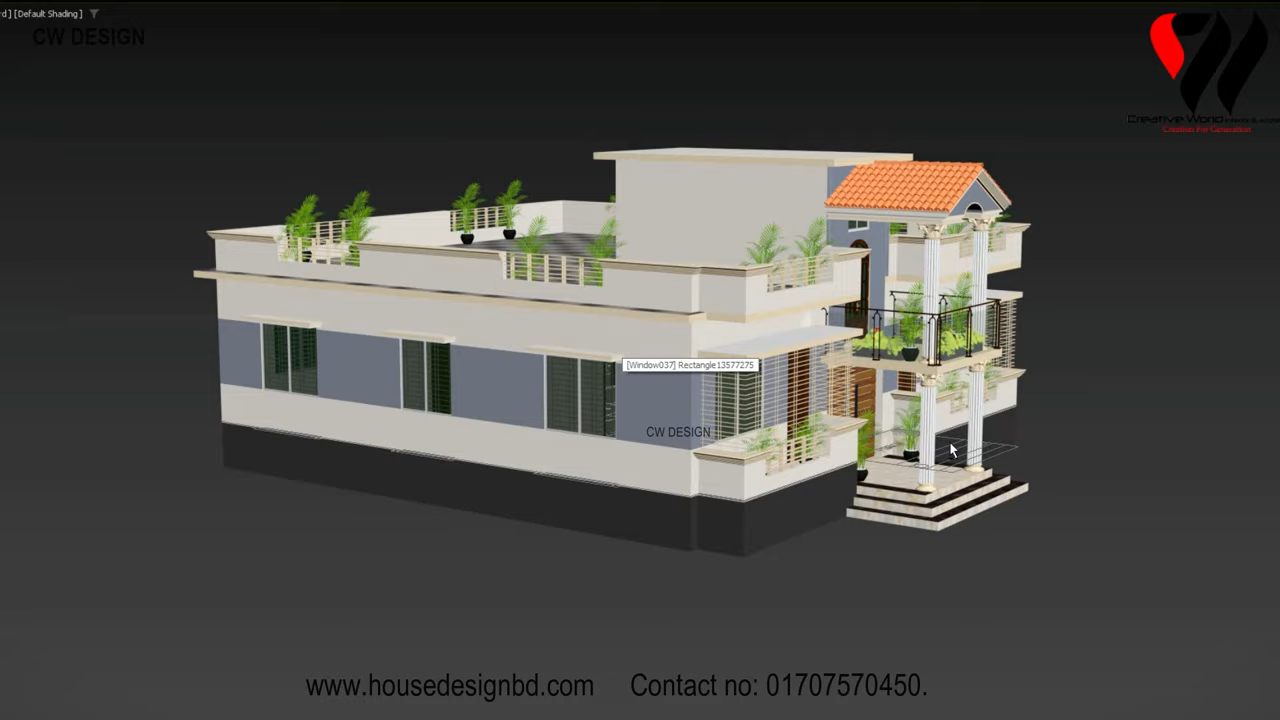 d ] [Default Shading ]
CW DESIGN
Creative World
Creation For Generation
[Window037] Rectangle13577275
CW DESIGN
www.housedesignbd.com Contact no: 01707570450.